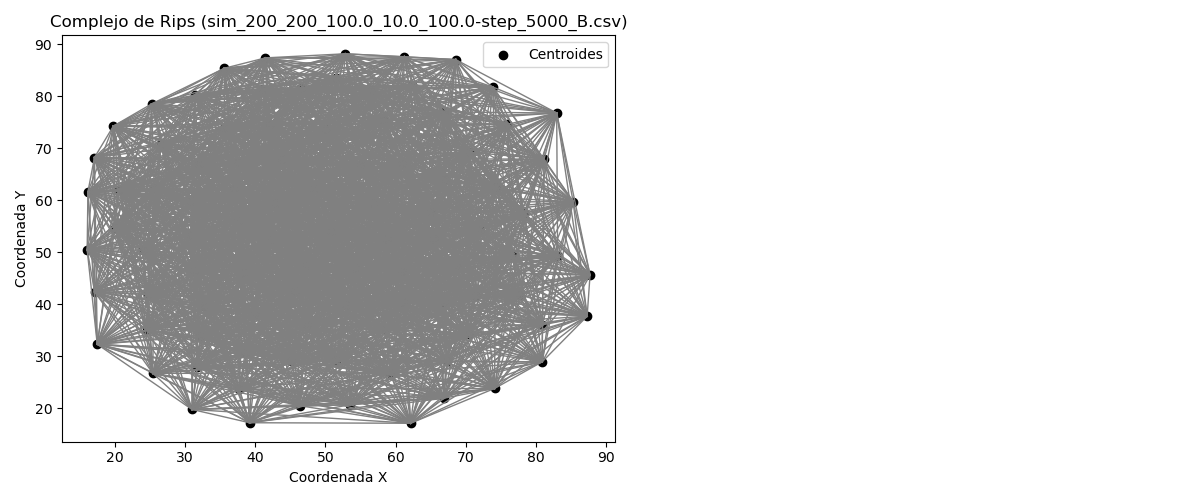 Complejo de Rips (sim_200_200_100.0_10.0_100.0-step_5000_B.csv)
Centroides
90
80
70
60
50
40
30
20
Coordenada Y
20 30 40 50 60 70 80 90
Coordenada X